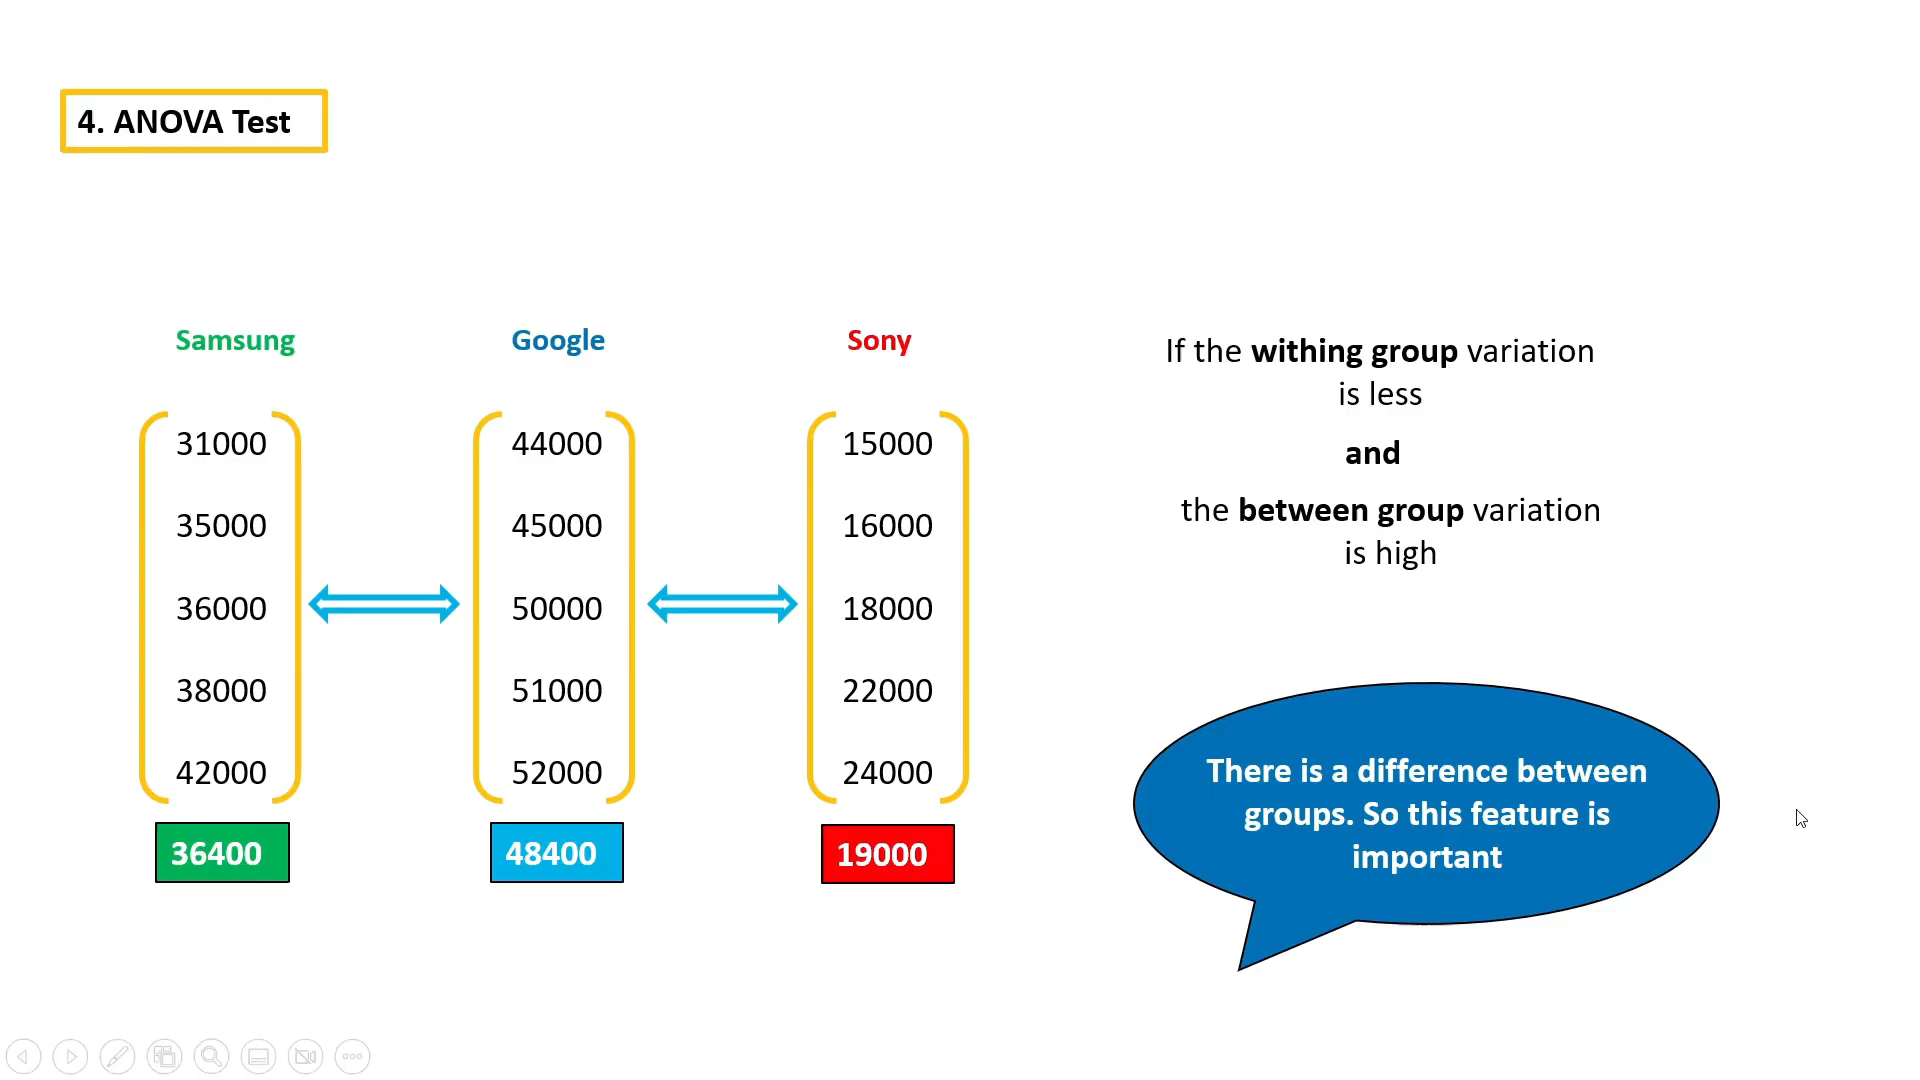 4. ANOVA Test
Samsung
31000
35000
36000
38000
42000
36400
Google
44000
45000
50000
51000
52000
48400
Sony
15000
16000
18000
22000
24000
19000
If the withing group variation
is less
and
the between group variation
is high
There is a difference between
groups. So this feature is
important